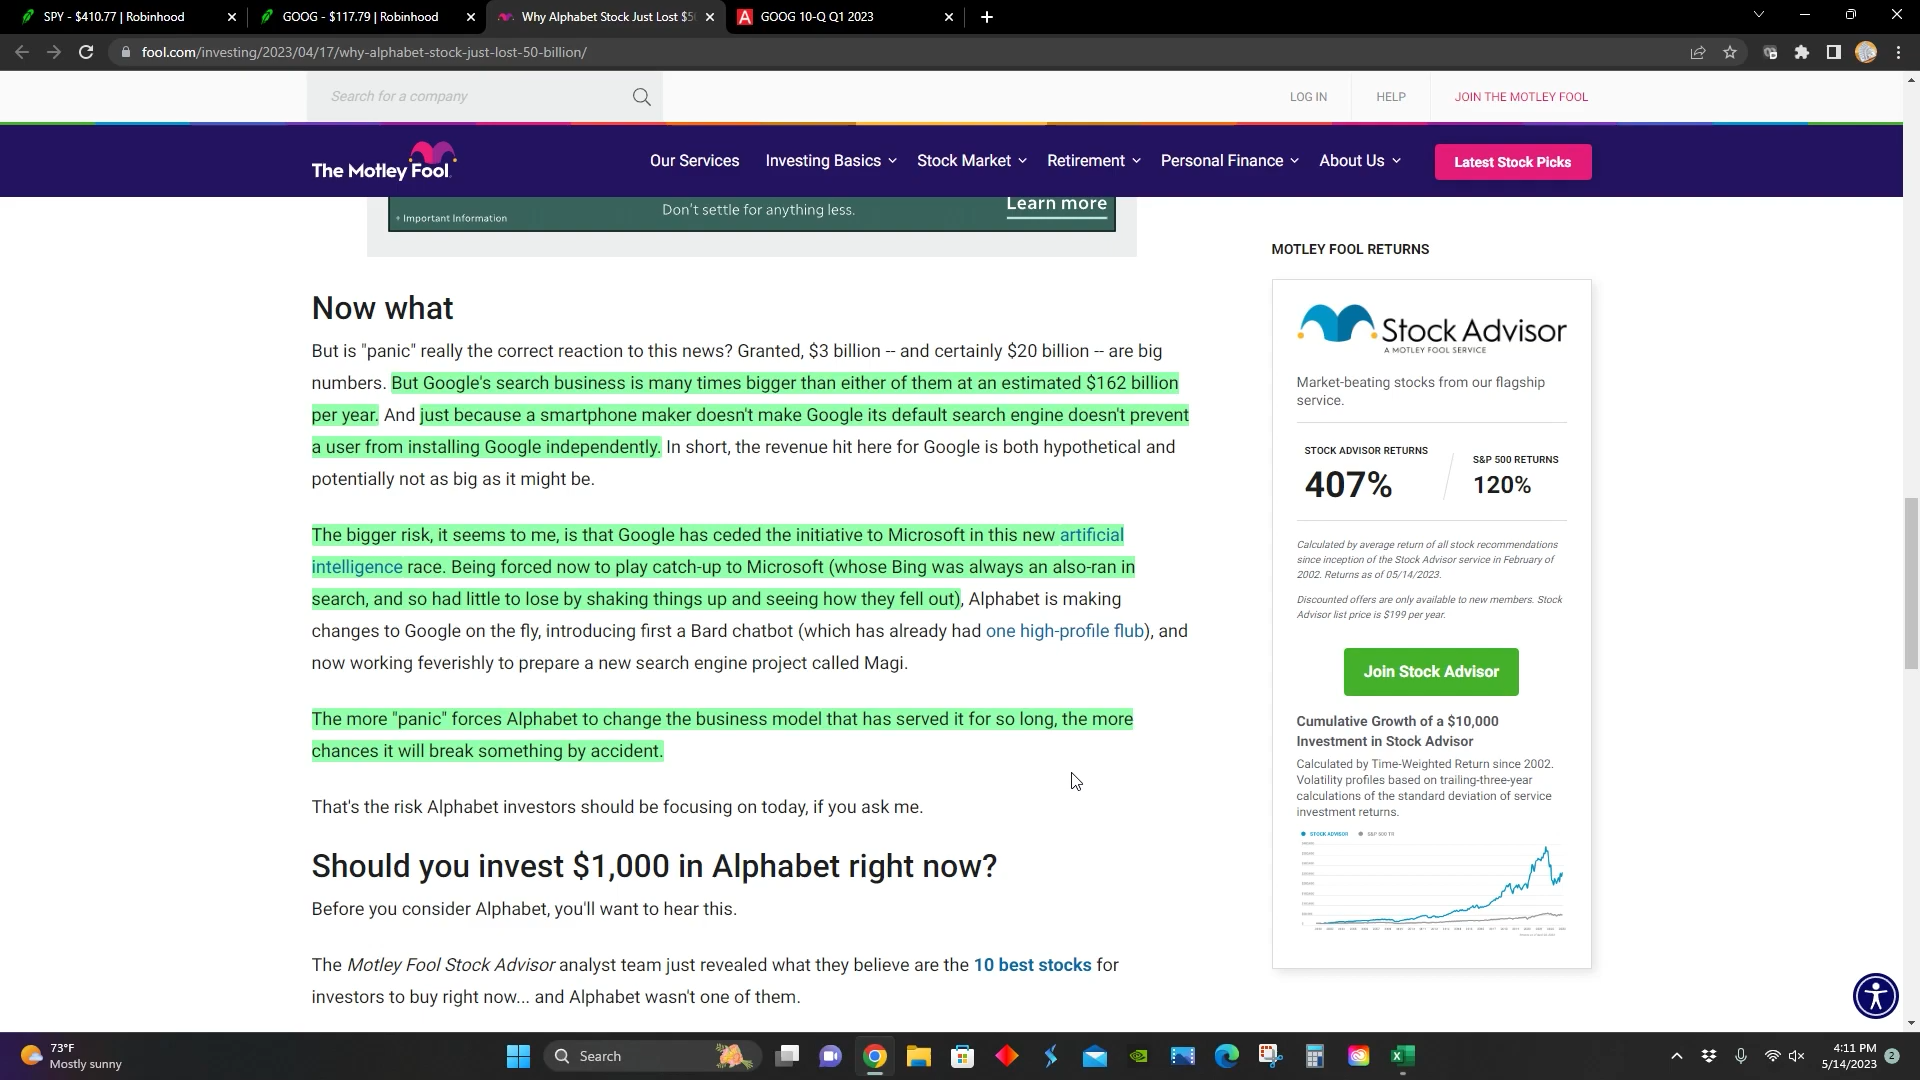 SPY - $410.77 | Robinhood
GOOG - $117.79 | Robinhood
Why Alphabet Stock Just Lost $5
GOOG 10-Q Q1 2023
fool.com/investing/2023/04/17/why-alphabet-stock-just-lost-50-billion/
Search for a company
LOG IN
HELP
JOIN THE MOTLEY FOOL
The Motley Fool
Our Services
Investing Basics
Stock Market
Retirement
Personal Finance
About Us
Latest Stock Picks
+ Important Information
Don't settle for anything less.
Learn more
Now what
But is "panic" really the correct reaction to this news? Granted, $3 billion -- and certainly $20 billion -- are big
numbers. But Google's search business is many times bigger than either of them at an estimated $162 billion
per year. And just because a smartphone maker doesn't make Google its default search engine doesn't prevent
a user from installing Google independently. In short, the revenue hit here for Google is both hypothetical and
potentially not as big as it might be.
The bigger risk, it seems to me, is that Google has ceded the initiative to Microsoft in this new artificial
intelligence race. Being forced now to play catch-up to Microsoft (whose Bing was always an also-ran in
search, and so had little to lose by shaking things up and seeing how they fell out), Alphabet is making
changes to Google on the fly, introducing first a Bard chatbot (which has already had one high-profile flub), and
now working feverishly to prepare a new search engine project called Magi.
The more "panic" forces Alphabet to change the business model that has served it for so long, the more
chances it will break something by accident.
That's the risk Alphabet investors should be focusing on today, if you ask me.
Should you invest $1,000 in Alphabet right now?
Before you consider Alphabet, you'll want to hear this.
The Motley Fool Stock Advisor analyst team just revealed what they believe are the 10 best stocks for
investors to buy right now... and Alphabet wasn't one of them.
MOTLEY FOOL RETURNS
Stock Advisor
A MOTLEY FOOL SERVICE
Market-beating stocks from our flagship
service.
STOCK ADVISOR RETURNS
407%
S&P 500 RETURNS
120%
Calculated by average return of all stock recommendations
since inception of the Stock Advisor service in February of
2002. Returns as of 05/14/2023.
Discounted offers are only available to new members. Stock
Advisor list price is $199 per year.
Join Stock Advisor
Cumulative Growth of a $10,000
Investment in Stock Advisor
Calculated by Time-Weighted Return since 2002.
Volatility profiles based on trailing-three-year
calculations of the standard deviation of service
investment returns.
STOCK ADVISOR
S&P 500 TR
73°F
Mostly sunny
Search
4:11 PM
5/14/2023
2